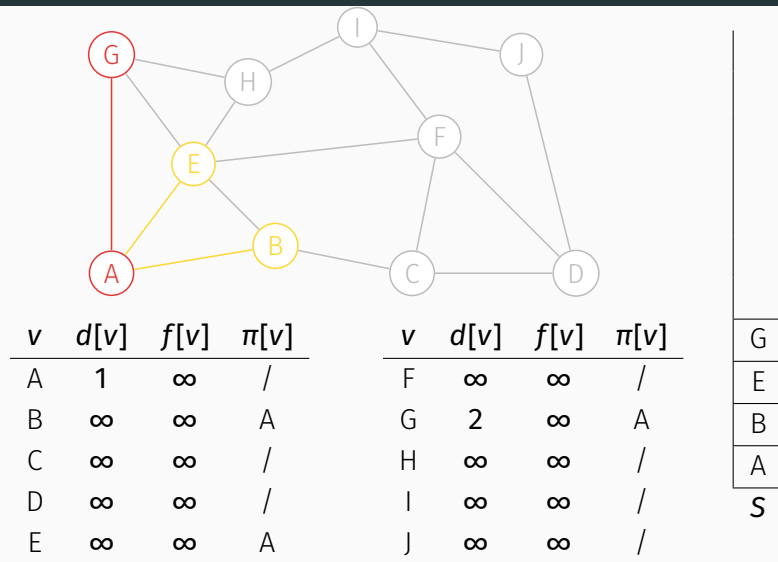 I
G
J
H
F
E
B
A
C
D
v d[v] f[v] π[v]
A 1 ∞ /
B ∞ ∞ A
C ∞ ∞ /
D ∞ ∞ /
E ∞ ∞ A
v d[v] f[v] π[v]
F ∞ ∞ /
G 2 ∞ A
H ∞ ∞ /
I ∞ ∞ /
J ∞ ∞ /
G
E
B
A
S